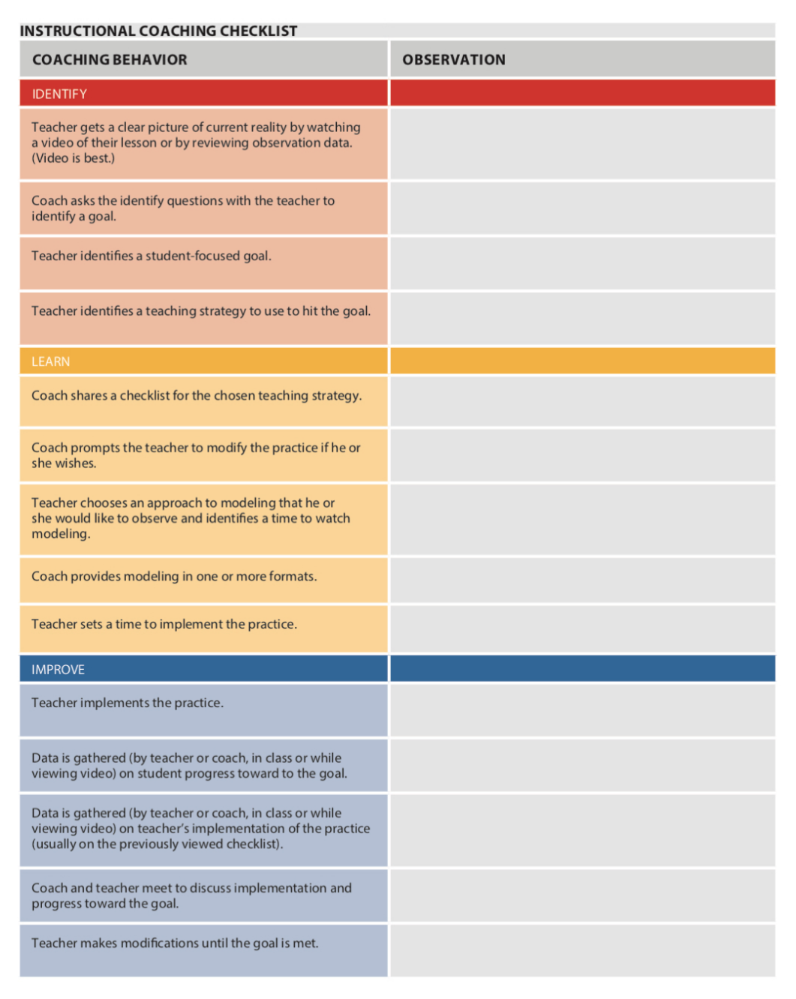 INSTRUCTIONAL COACHING CHECKLIST
COACHING BEHAVIOR
OBSERVATION
IDENTIFY
Teacher gets a clear picture of current reality by watching
a video of their lesson or by reviewing observation data.
(Video is best.)
Coach asks the identify questions with the teacher to
identify a goal.
Teacher identifies a student-focused goal.
Teacher identifies a teaching strategy to use to hit the goal.
LEARN
Coach shares a checklist for the chosen teaching strategy.
Coach prompts the teacher to modify the practice if he or
she wishes.
Teacher chooses an approach to modeling that he or
she would like to observe and identifies a time to watch
modeling.
Coach provides modeling in one or more formats.
Teacher sets a time to implement the practice.
IMPROVE
Teacher implements the practice.
Data is gathered (by teacher or coach, in class or while
viewing video) on student progress toward to the goal.
Data is gathered (by teacher or coach, in class or while
viewing video) on teacher’s implementation of the practice
(usually on the previously viewed checklist).
Coach and teacher meet to discuss implementation and
progress toward the goal.
Teacher makes modifications until the goal is met.